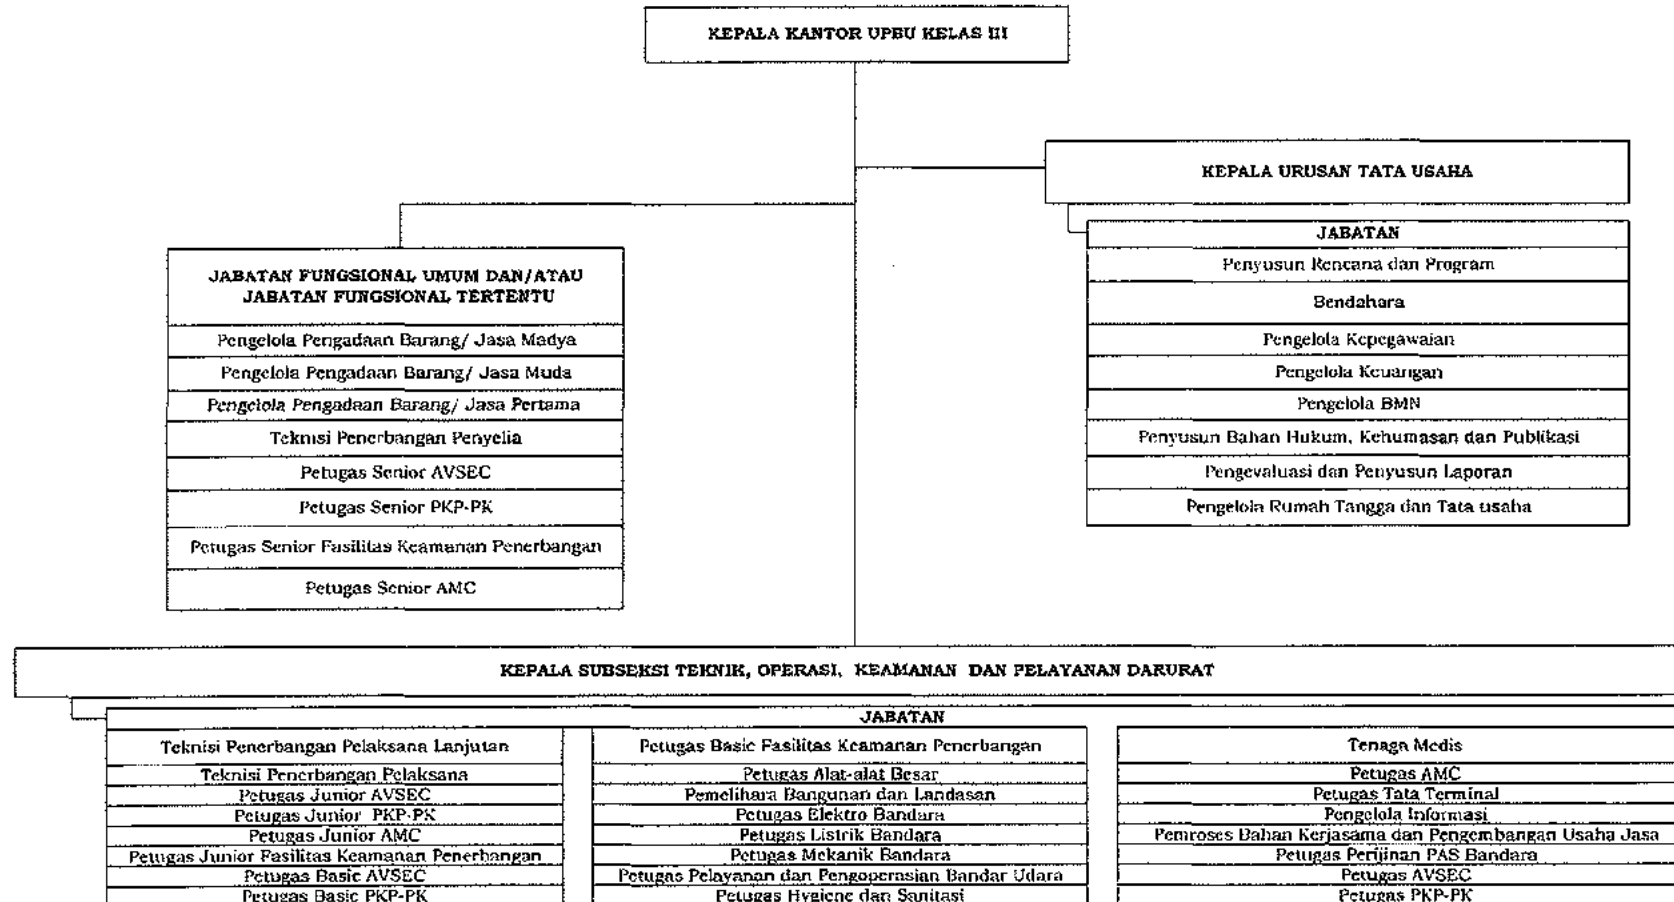 KEPALA KANTOR UPBU KELAS III
KEPALA URUSAN TATA USAHA
JABATAN
Penyusun Rencana dan Program
Bendahara
Pengelola Kepegawaian
Pengelola Keuangan
Pengelola BMN
Penyusun Bahan Hukum, Kehumasan dan Publikasi
Pengevaluasi dan Penyusun Laporan
Pengelola Rumah Tangga dan Tata usaha
JABATAN FUNGSIONAL UMUM DAN/ATAU
JABATAN FUNGSIONAL TERTENTU
Pengelola Pengadaan Barang/ Jasa Madya
Pengelola Pengadaan Barang/ Jasa Muda
Pengelola Pengadaan Barang/ Jasa Pertama
Teknisi Penerbangan Penyelia
Petugas Senior AVSEC
Petugas Senior PKP-PK
Petugas Senior Fasilitas Keamanan Penerbangan
Petugas Senior AMC
KEPALA SUBSEKSI TEKNIK, OPERASI, KEAMANAN DAN PELAYANAN DARURAT
JABATAN
Teknisi Penerbangan Pelaksana Lanjutan
Teknisi Penerbangan Pelaksana
Petugas Junior AVSEC
Petugas Junior PKP-PK
Petugas Junior AMC
Petugas Junior Fasilitas Keamanan Penerbangan
Petugas Basic AVSEC
Petugas Basic PKP-PK
Petugas Basic Fasilitas Keamanan Penerbangan
Petugas Alat-alat Besar
Pemelihara Bangunan dan Landasan
Petugas Elektro Bandara
Petugas Listrik Bandara
Petugas Mekanik Bandara
Petugas Pelayanan dan Pengoperasian Bandar Udara
Petugas Hygiene dan Sanitasi
Tenaga Medis
Petugas AMC
Petugas Tata Terminal
Pengelola Informasi
Pemroses Bahan Kerjasama dan Pengembangan Usaha Jasa
Petugas Perijinan PAS Bandara
Petugas AVSEC
Petugas PKP-PK